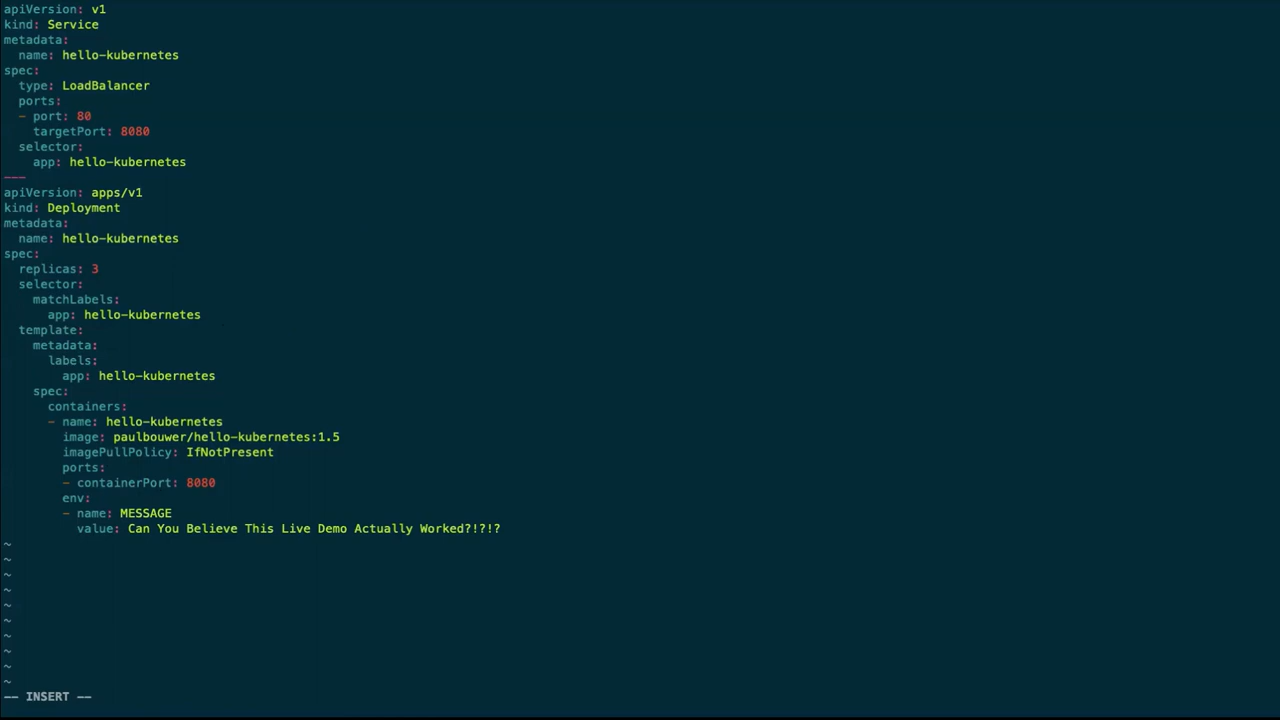 apiVersion: v1
kind: Service
metadata:
  name: hello-kubernetes
spec:
  type: LoadBalancer
  ports:
  - port: 80
    targetPort: 8080
  selector:
    app: hello-kubernetes
---
apiVersion: apps/v1
kind: Deployment
metadata:
  name: hello-kubernetes
spec:
  replicas: 3
  selector:
    matchLabels:
      app: hello-kubernetes
  template:
    metadata:
      labels:
        app: hello-kubernetes
    spec:
      containers:
      - name: hello-kubernetes
        image: paulbouwer/hello-kubernetes:1.5
        imagePullPolicy: IfNotPresent
        ports:
        - containerPort: 8080
        env:
        - name: MESSAGE
          value: Can You Believe This Live Demo Actually Worked?!?!?
~
~
~
~
~
~
~
~
~
~
-- INSERT --